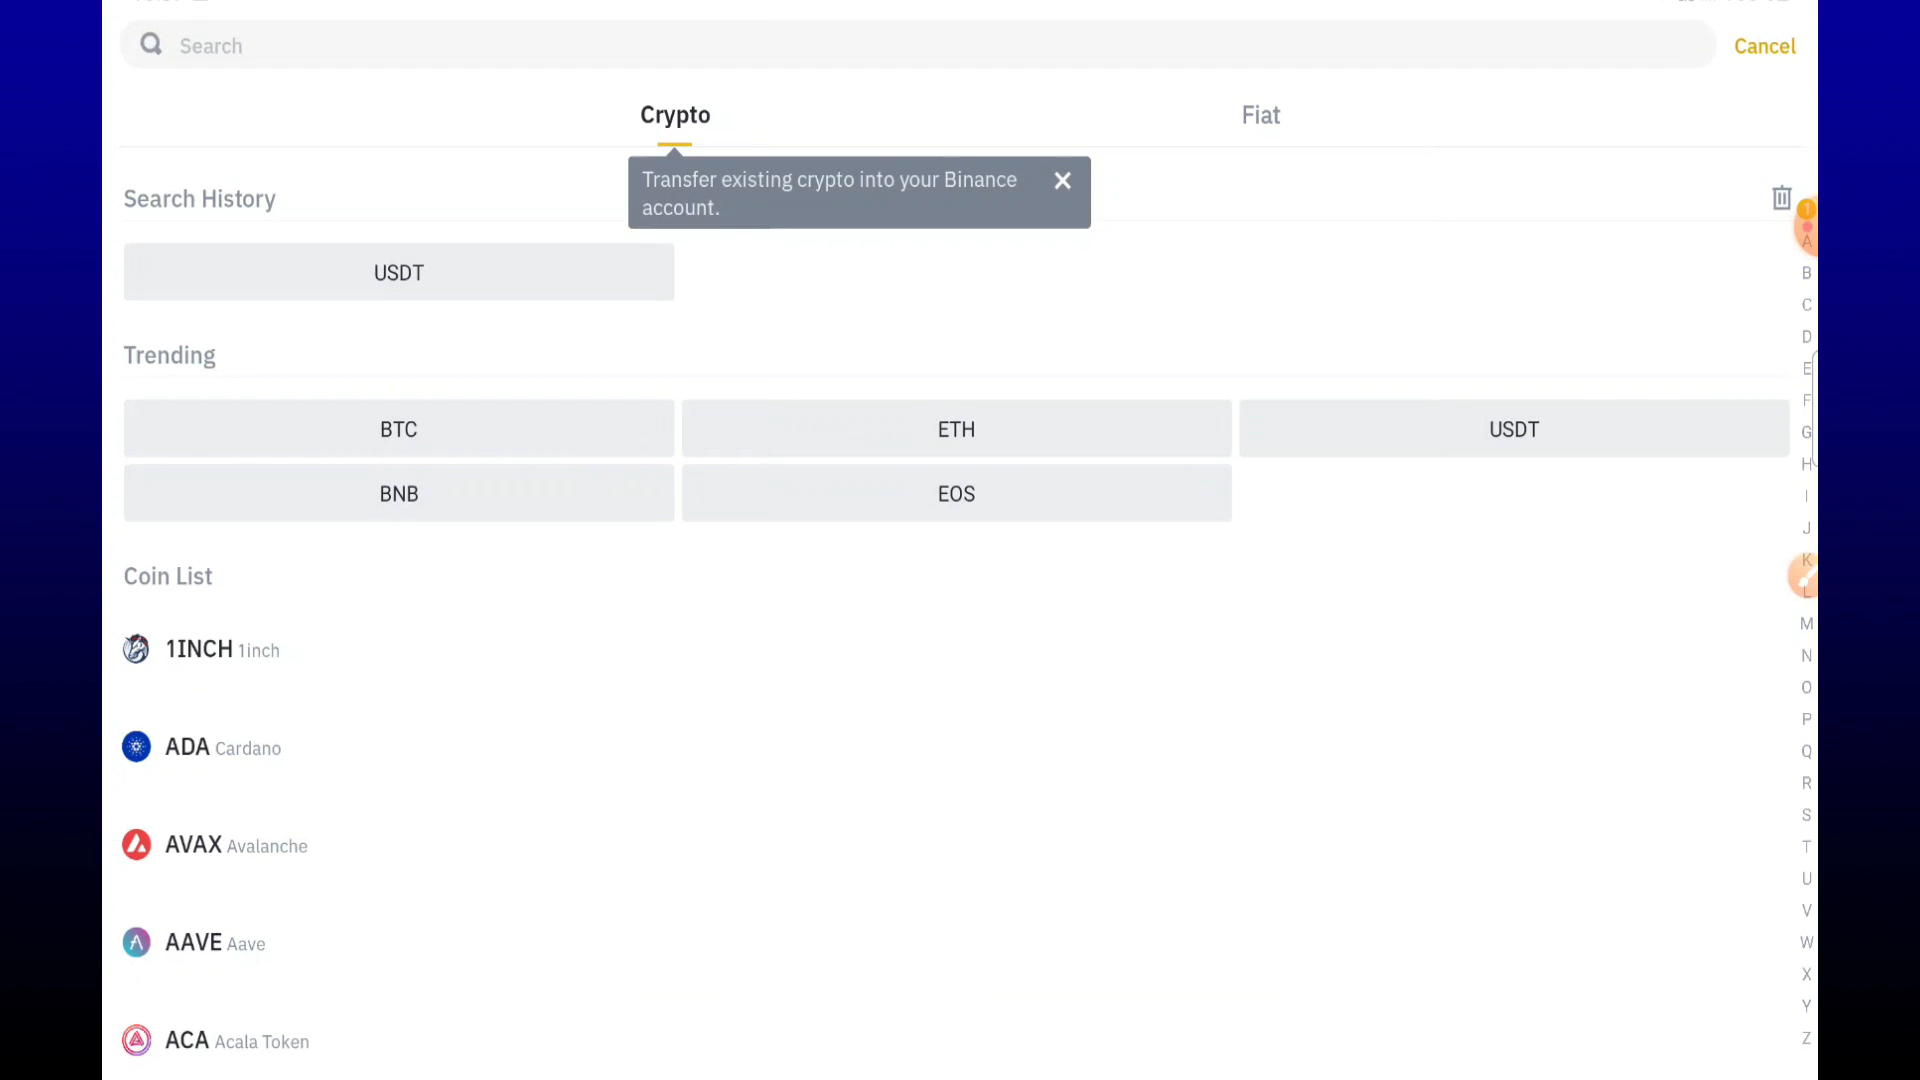 Search
Cancel
Crypto
Fiat
Transfer existing crypto into your Binance
account.
Search History
USDT
Trending
BTC
ETH
USDT
BNB
EOS
Coin List
1INCH 1inch
ADA Cardano
AVAX Avalanche
AAVE Aave
ACA Acala Token
1
A
B
C
D
E
F
G
H
I
J
K
L
M
N
O
P
Q
R
S
T
U
V
W
X
Y
Z